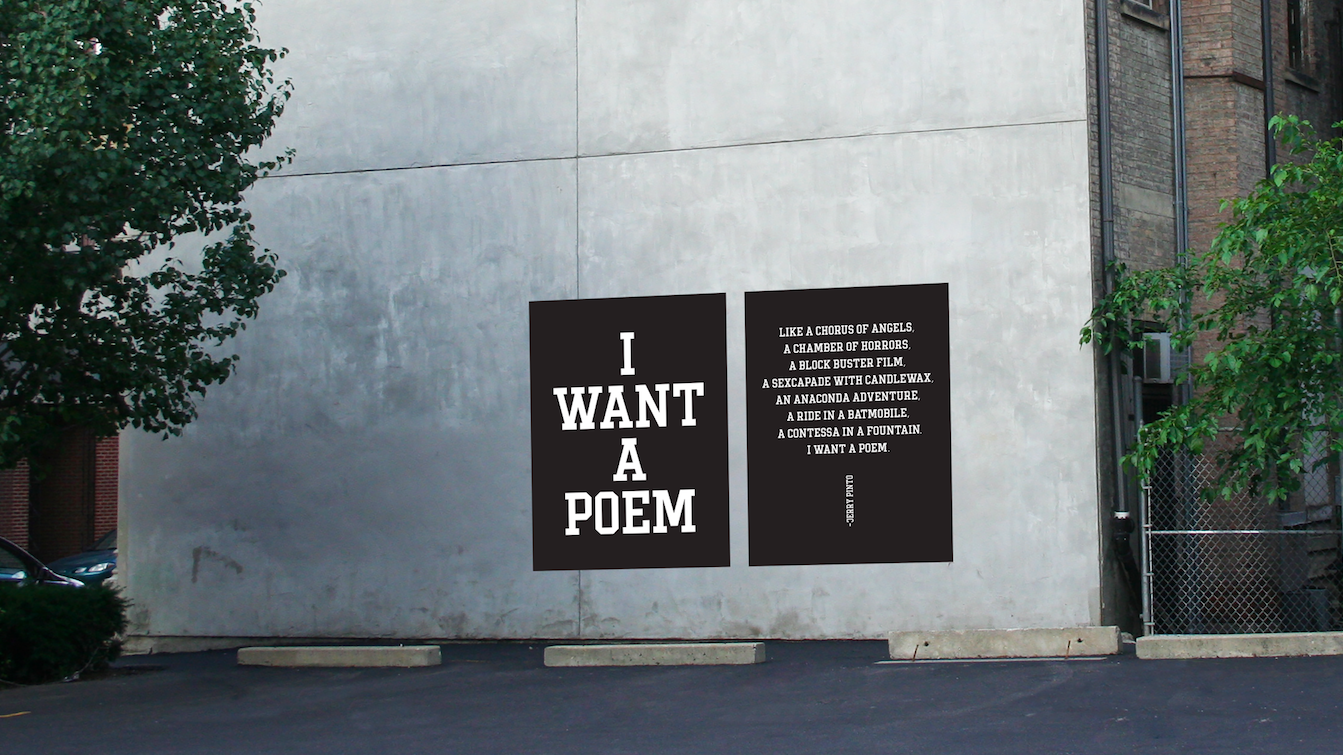 I
WANT
A
POEM
LIKE A CHORUS OF ANGELS,
A CHAMBER OF HORRORS,
A BLOCK BUSTER FILM,
A SEXCAPADE WITH CANDLEWAX,
AN ANACONDA ADVENTURE,
A RIDE IN A BATMOBILE,
A CONTESSA IN A FOUNTAIN.
I WANT A POEM.
-JERRY PINTO